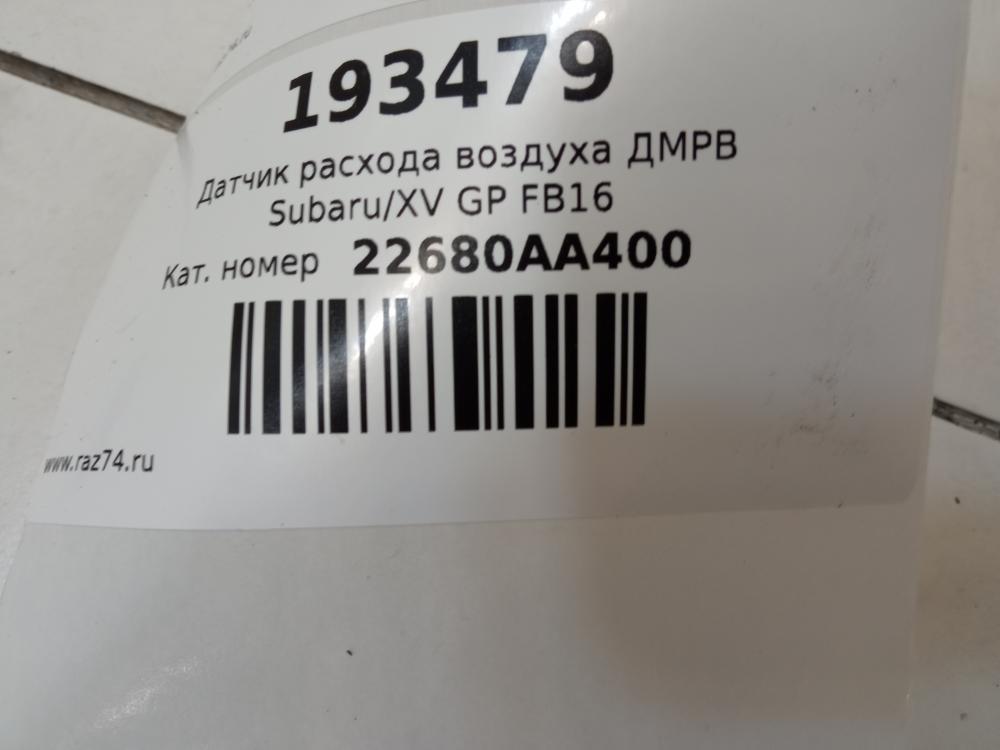 193479
Датчик расхода воздуха ДМРВ
Subaru/XV GP FB16
Кат. номер 22680AA400
www.raz74.ru